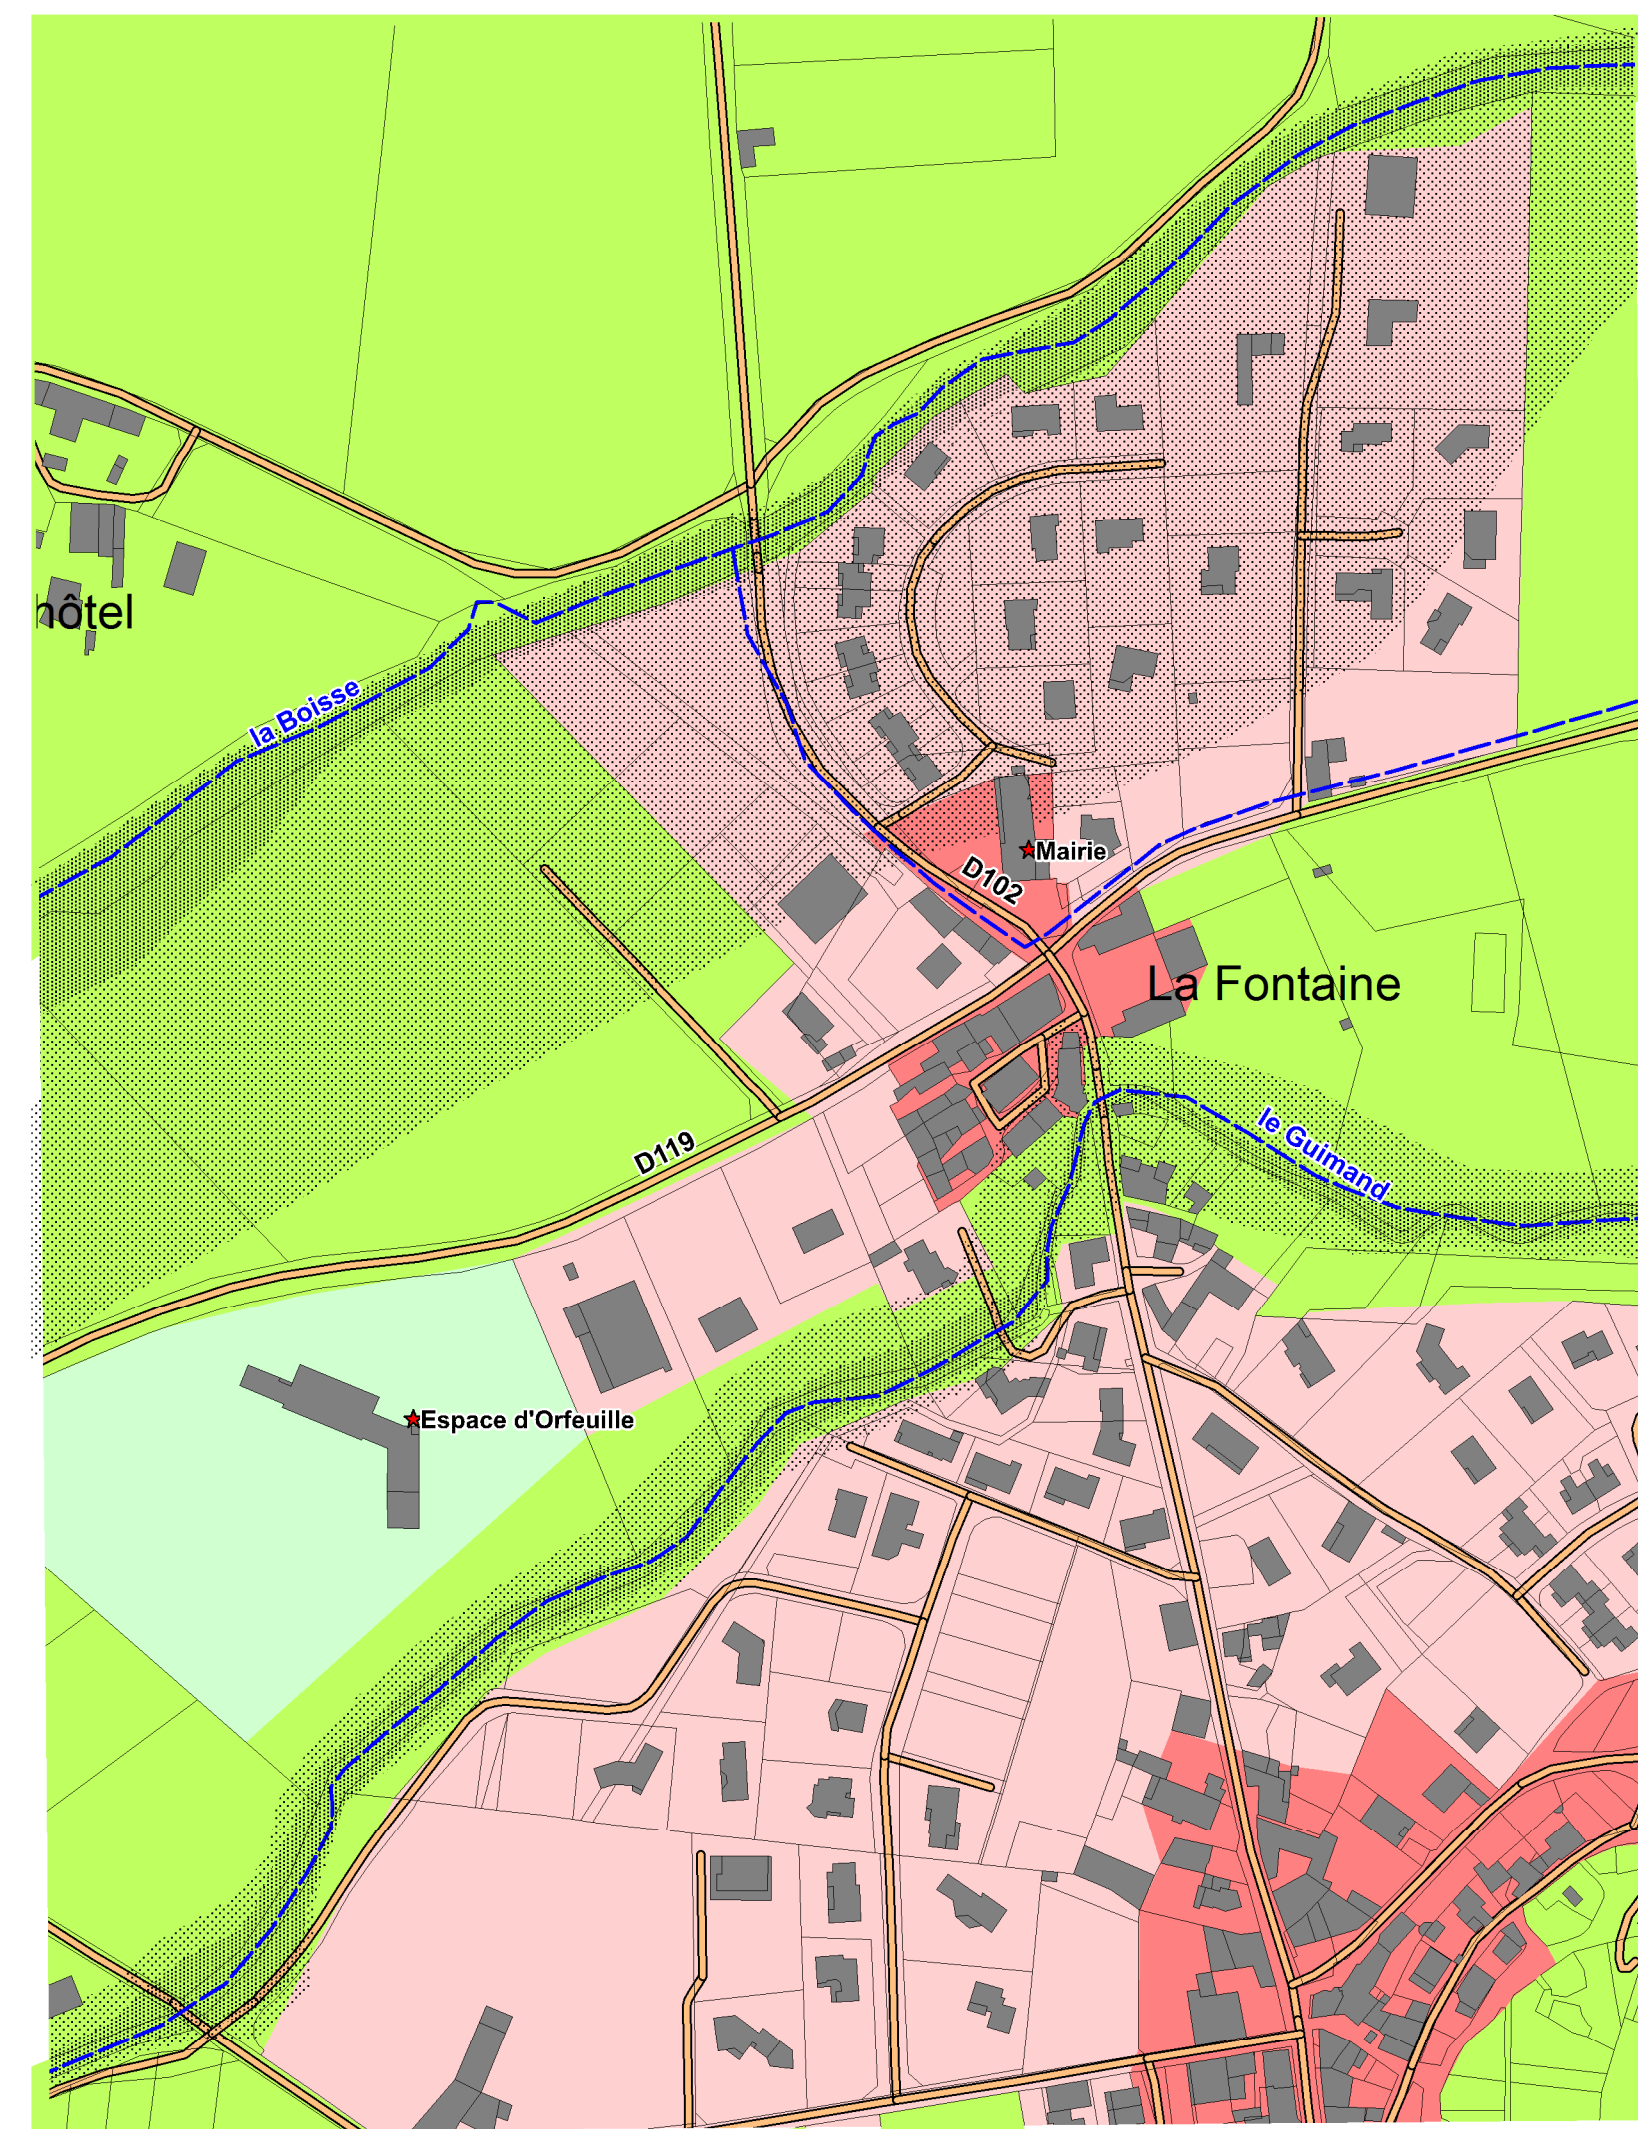 hôtel
la Boisse
Mairie
D102
La Fontaine
le Guimand
D119
Espace d'Orfeuille